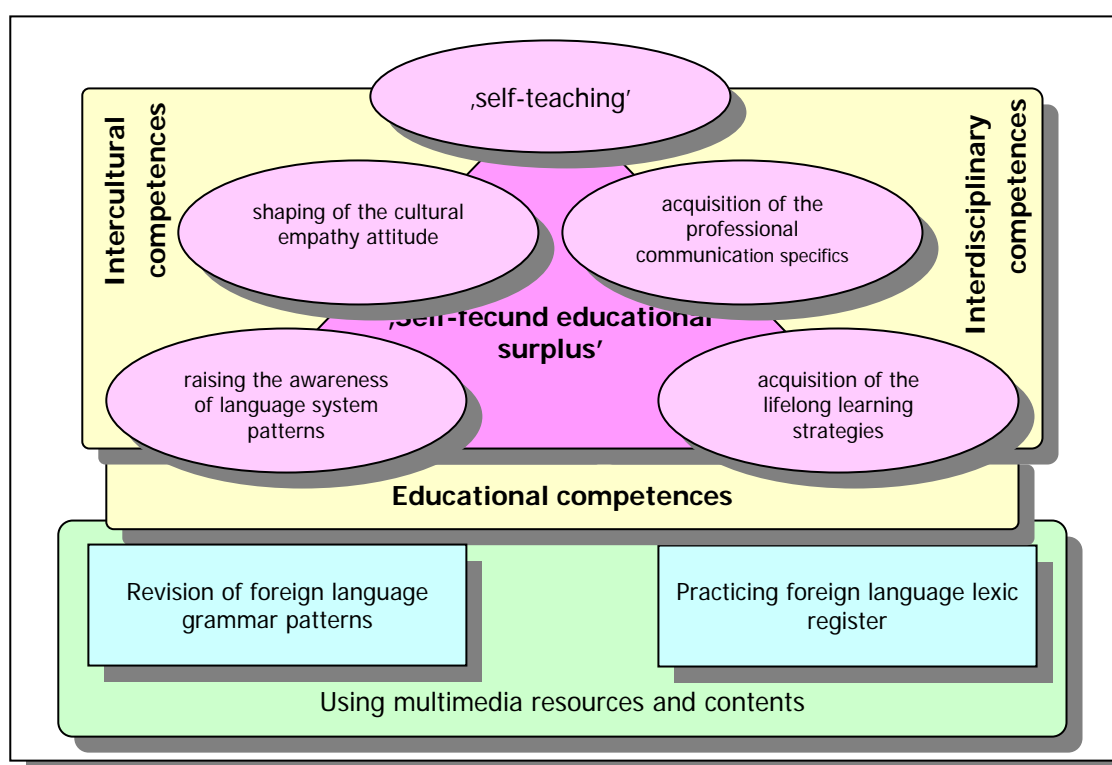 ‚self-teaching’
Intercultural
competences
Interdisciplinary
competences
shaping of the cultural
empathy attitude
acquisition of the
professional
communication specifics
‚Self-fecund educational
surplus’
raising the awareness
of language system
patterns
acquisition of the
lifelong learning
strategies
Educational competences
Revision of foreign language
grammar patterns
Practicing foreign language lexic
register
Using multimedia resources and contents